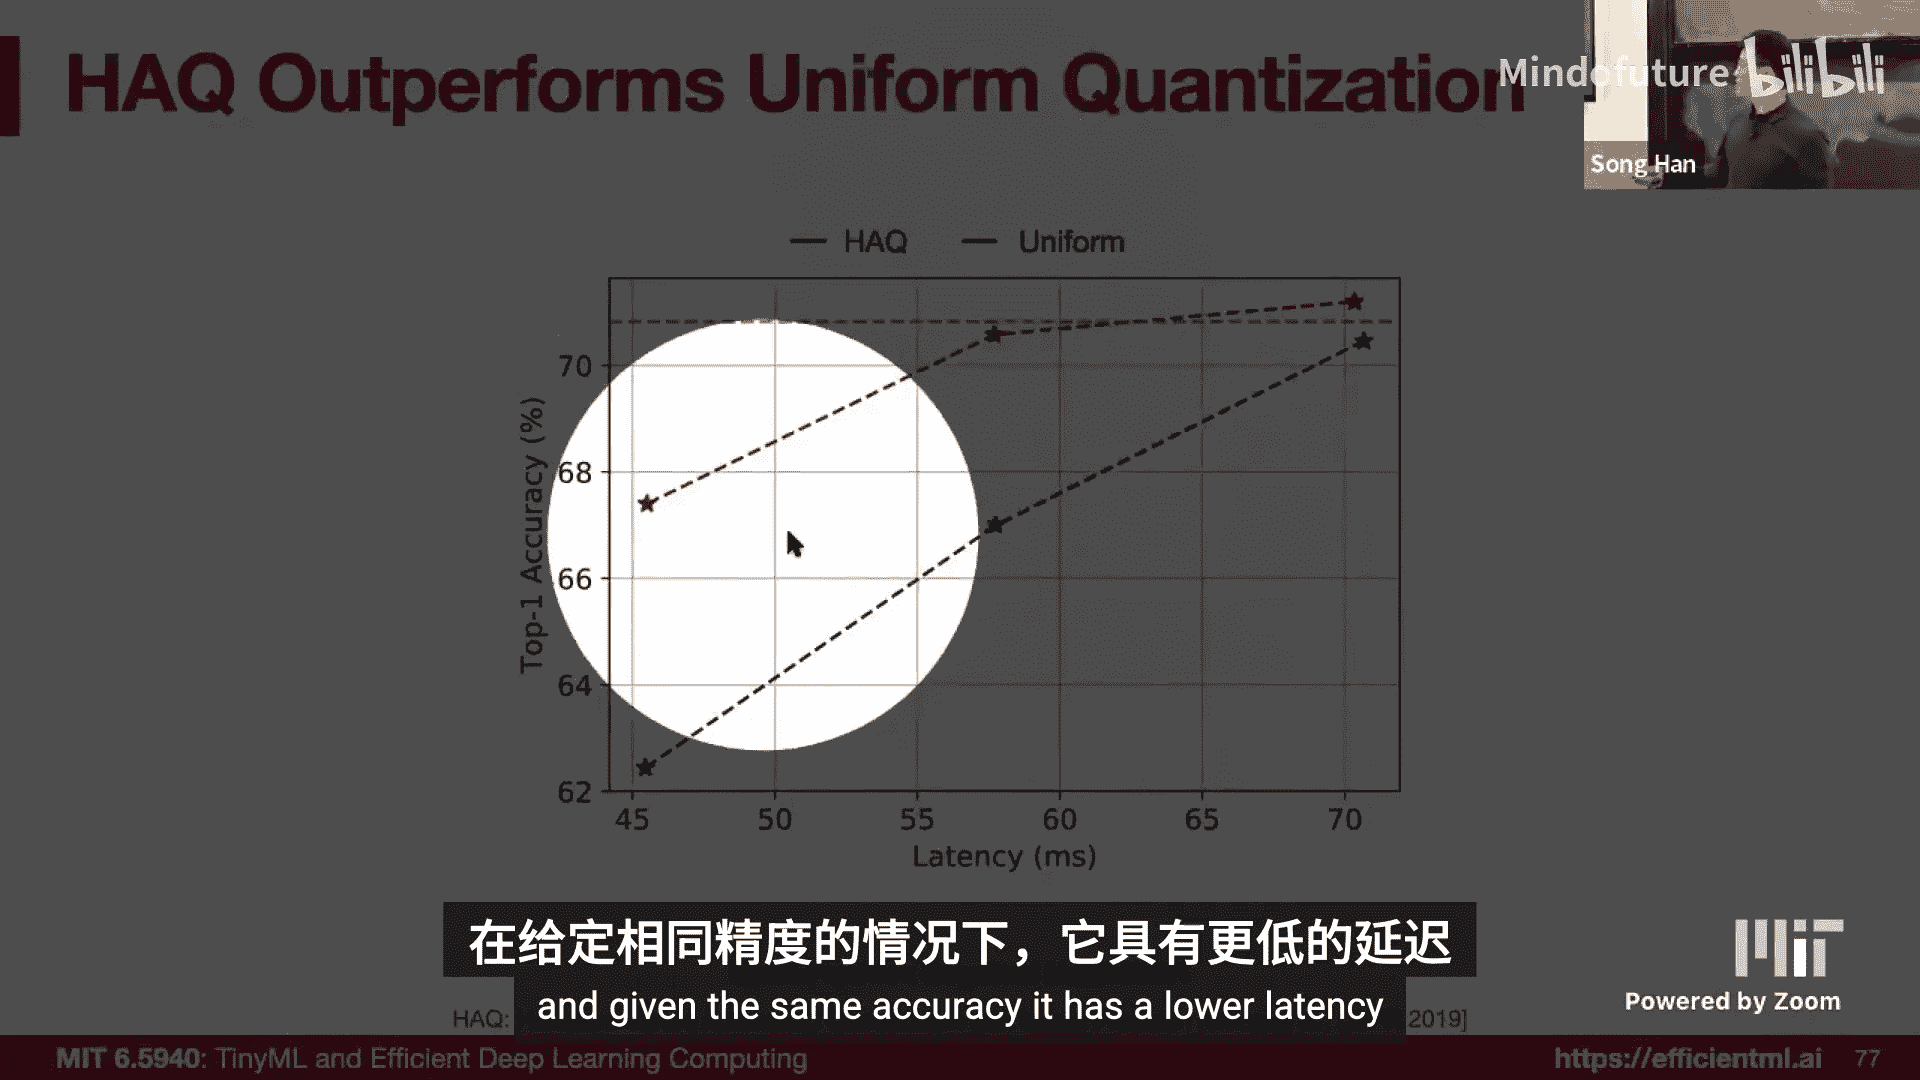 HAQ Outperforms Uniform Quantization
Mindofuture
bilibili
Song Han
HAQ
Uniform
Top-1 Accuracy (%)
70
68
66
64
62
45 50 55 60 65 70
Latency (ms)
在给定相同精度的情况下，它具有更低的延迟
and given the same accuracy it has a lower latency
HAQ:
2019]
MIT
Powered by Zoom
MIT 6.5940: TinyML and Efficient Deep Learning Computing
https://efficientml.ai
77